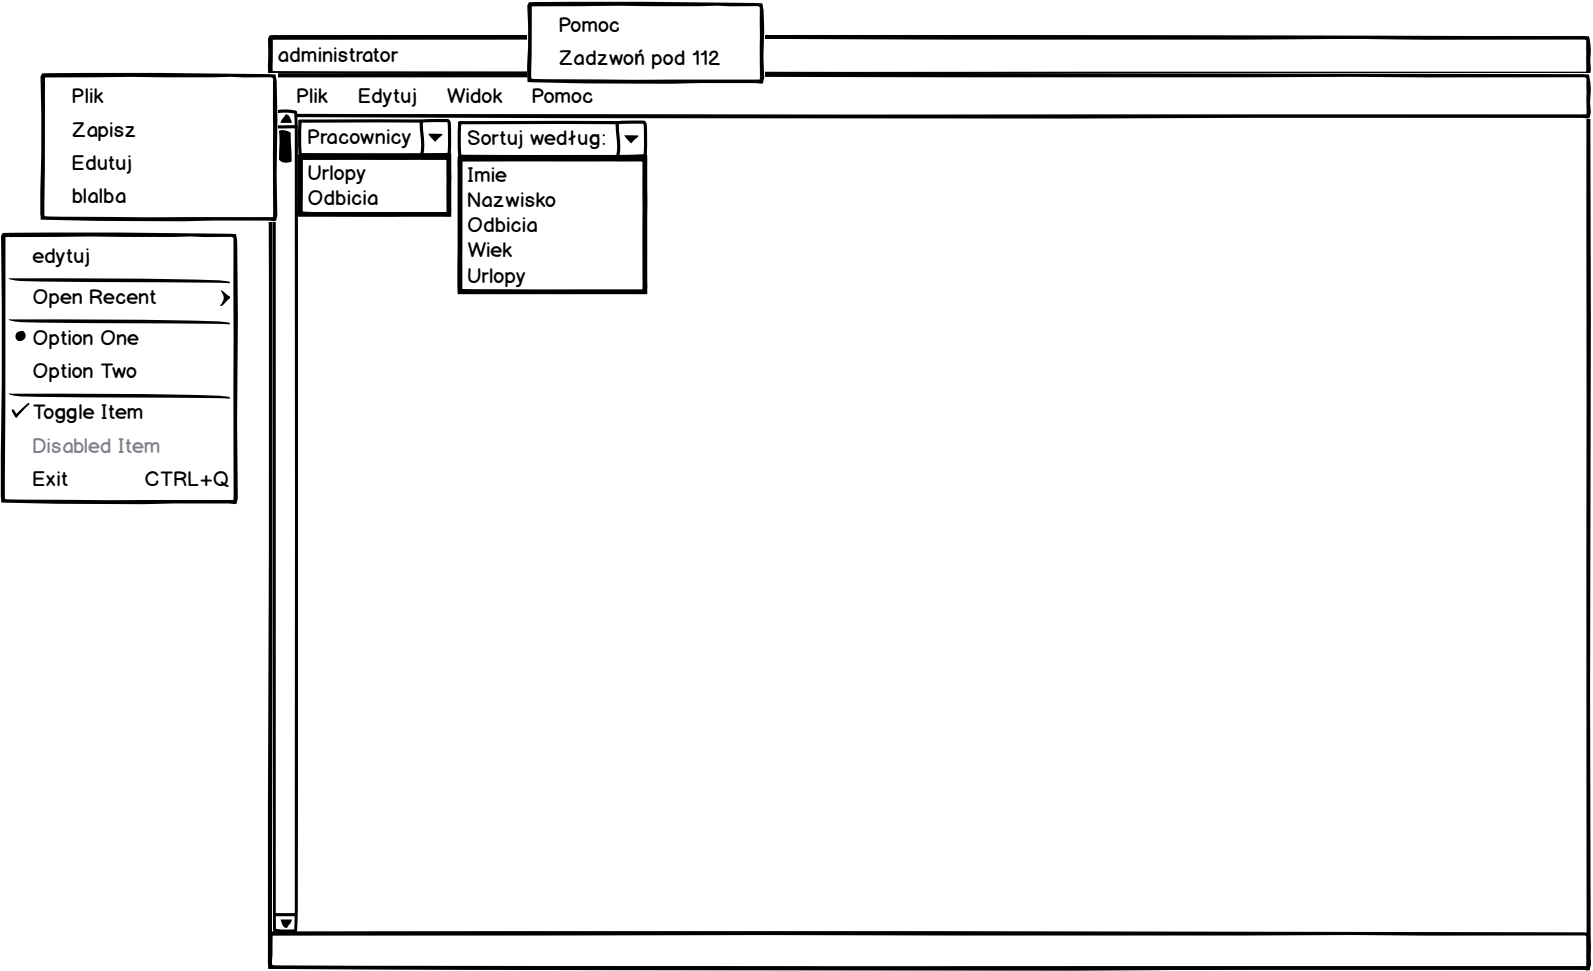 Pomoc
Zadzwoń pod 112
administrator
Plik
Zapisz
Edutuj
blalba
Plik Edytuj Widok Pomoc
Pracownicy
Urlopy
Odbicia
Sortuj według:
Imie
Nazwisko
Odbicia
Wiek
Urlopy
edytuj
Open Recent
Option One
Option Two
Toggle Item
Disabled Item
Exit CTRL+Q